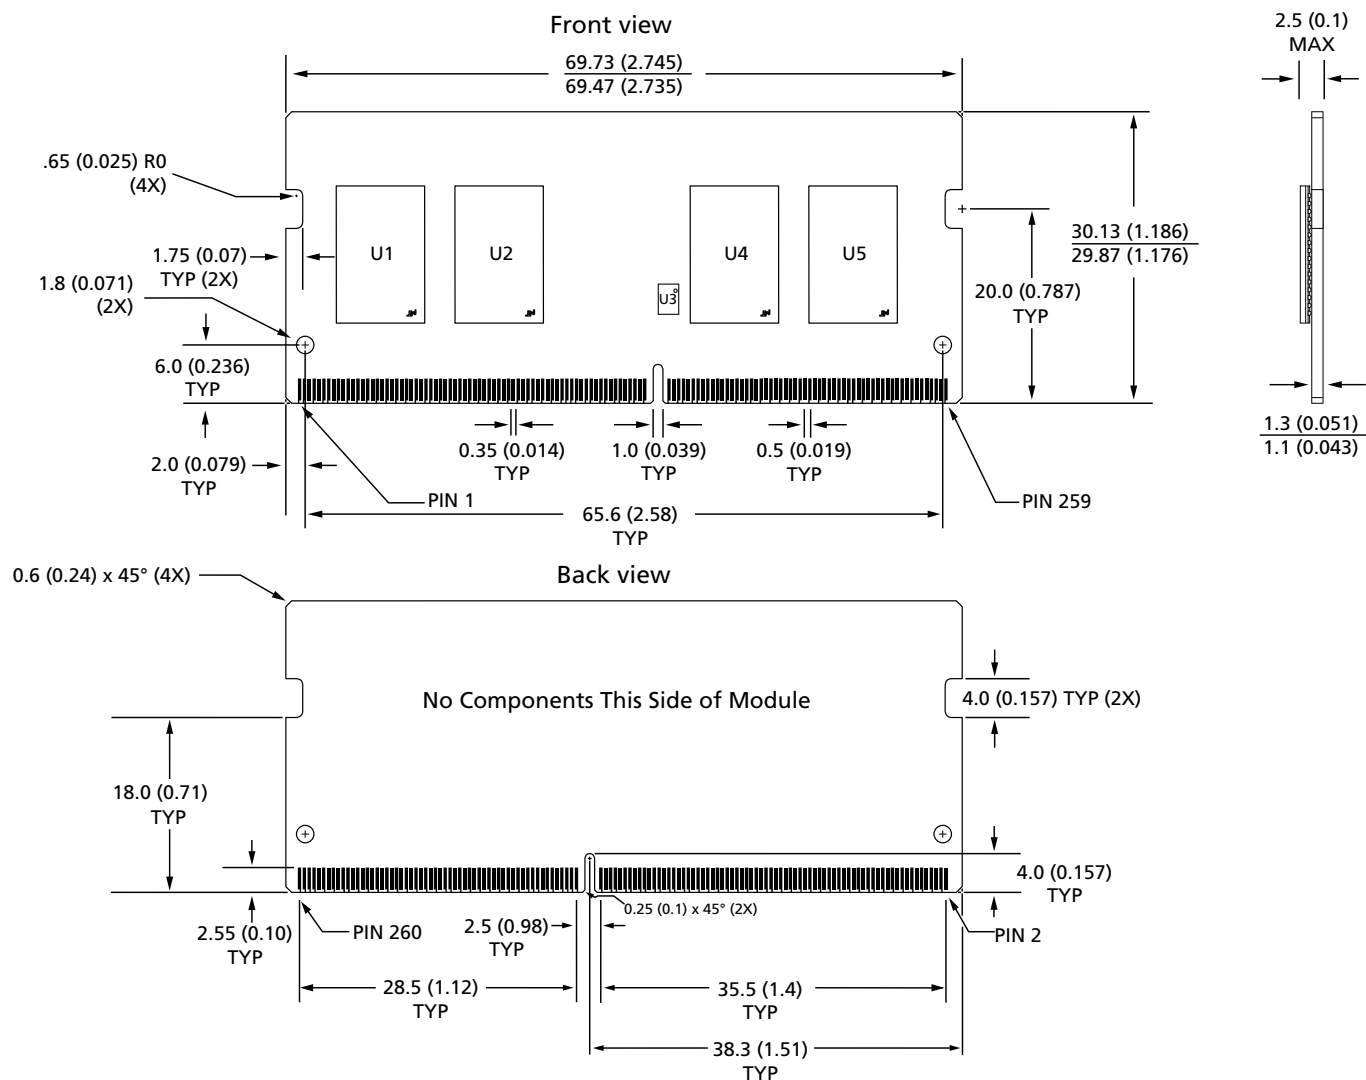 Front view
2.5 (0.1)
MAX
69.73 (2.745)
69.47 (2.735)
.65 (0.025) R0
(4X)
1.75 (0.07)
TYP (2X)
1.8 (0.071)
(2X)
6.0 (0.236)
TYP
2.0 (0.079)
TYP
U1
U2
U3
U4
U5
30.13 (1.186)
29.87 (1.176)
20.0 (0.787)
TYP
0.35 (0.014)
TYP
1.0 (0.039)
TYP
0.5 (0.019)
TYP
1.3 (0.051)
1.1 (0.043)
PIN 1
PIN 259
65.6 (2.58)
TYP
Back view
0.6 (0.24) x 45° (4X)
No Components This Side of Module
4.0 (0.157) TYP (2X)
18.0 (0.71)
TYP
4.0 (0.157)
TYP
0.25 (0.1) x 45° (2X)
2.55 (0.10)
TYP
PIN 260
2.5 (0.98)
TYP
PIN 2
28.5 (1.12)
TYP
35.5 (1.4)
TYP
38.3 (1.51)
TYP